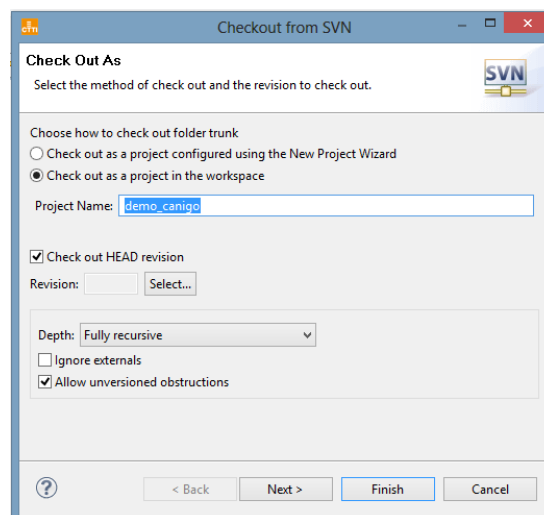 CTTI
Checkout from SVN
Check Out As
Select the method of check out and the revision to check out.
SVN
Choose how to check out folder trunk
Check out as a project configured using the New Project Wizard
Check out as a project in the workspace
Project Name: demo_canigo
Check out HEAD revision
Revision: Select...
Depth: Fully recursive
Ignore externals
Allow unversioned obstructions
? < Back Next > Finish Cancel